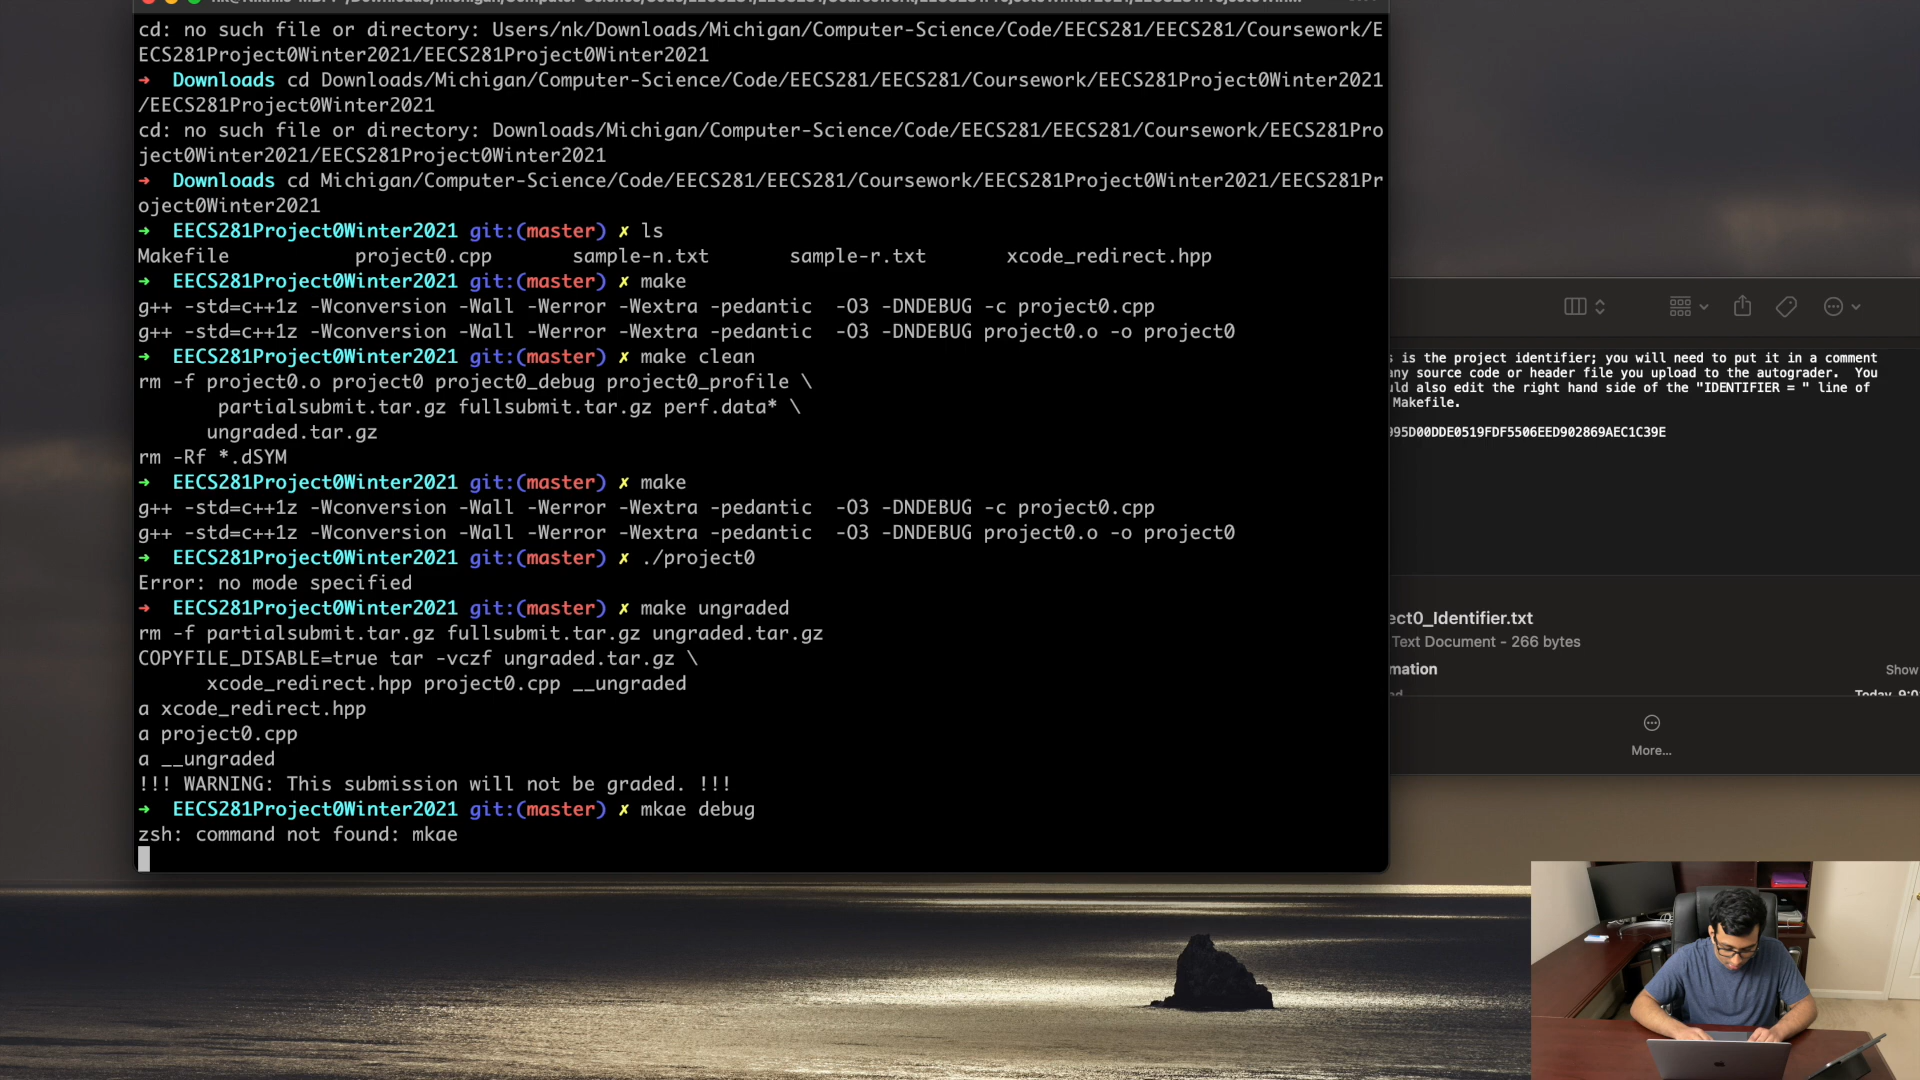 cd: no such file or directory: Users/nk/Downloads/Michigan/Computer-Science/Code/EECS281/EECS281/Coursework/E
ECS281Project0Winter2021/EECS281Project0Winter2021
➜  Downloads cd Downloads/Michigan/Computer-Science/Code/EECS281/EECS281/Coursework/EECS281Project0Winter2021
/EECS281Project0Winter2021
cd: no such file or directory: Downloads/Michigan/Computer-Science/Code/EECS281/EECS281/Coursework/EECS281Pro
ject0Winter2021/EECS281Project0Winter2021
➜  Downloads cd Michigan/Computer-Science/Code/EECS281/EECS281/Coursework/EECS281Project0Winter2021/EECS281Pr
oject0Winter2021
➜  EECS281Project0Winter2021 git:(master) ✗ ls
Makefile           project0.cpp       sample-n.txt       sample-r.txt       xcode_redirect.hpp
➜  EECS281Project0Winter2021 git:(master) ✗ make
g++ -std=c++1z -Wconversion -Wall -Werror -Wextra -pedantic  -O3 -DNDEBUG -c project0.cpp
g++ -std=c++1z -Wconversion -Wall -Werror -Wextra -pedantic  -O3 -DNDEBUG project0.o -o project0
➜  EECS281Project0Winter2021 git:(master) ✗ make clean
rm -f project0.o project0 project0_debug project0_profile \
       partialsubmit.tar.gz fullsubmit.tar.gz perf.data* \
      ungraded.tar.gz
rm -Rf *.dSYM
➜  EECS281Project0Winter2021 git:(master) ✗ make
g++ -std=c++1z -Wconversion -Wall -Werror -Wextra -pedantic  -O3 -DNDEBUG -c project0.cpp
g++ -std=c++1z -Wconversion -Wall -Werror -Wextra -pedantic  -O3 -DNDEBUG project0.o -o project0
➜  EECS281Project0Winter2021 git:(master) ✗ ./project0
Error: no mode specified
➜  EECS281Project0Winter2021 git:(master) ✗ make ungraded
rm -f partialsubmit.tar.gz fullsubmit.tar.gz ungraded.tar.gz
COPYFILE_DISABLE=true tar -vczf ungraded.tar.gz \
      xcode_redirect.hpp project0.cpp __ungraded
a xcode_redirect.hpp
a project0.cpp
a __ungraded
!!! WARNING: This submission will not be graded. !!!
➜  EECS281Project0Winter2021 git:(master) ✗ mkae debug
zsh: command not found: mkae
s is the project identifier; you will need to put it in a comment
ny source code or header file you upload to the autograder.  You
ld also edit the right hand side of the "IDENTIFIER = " line of
Makefile.
95D00DDE0519FDF5506EED902869AEC1C39E
ect0_Identifier.txt
Text Document - 266 bytes
mation
Show
Today, 9:0
More...